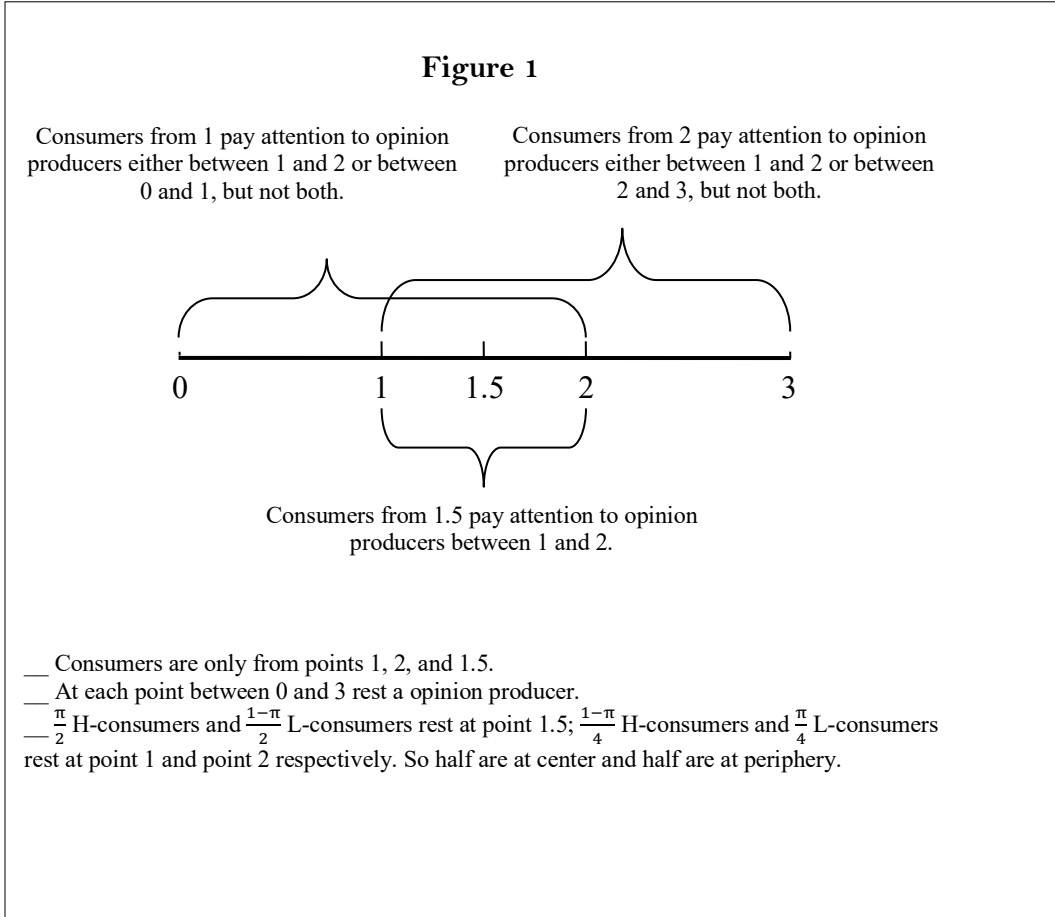 Figure 1
Consumers from 1 pay attention to opinion
producers either between 1 and 2 or between
0 and 1, but not both.
Consumers from 2 pay attention to opinion
producers either between 1 and 2 or between
2 and 3, but not both.
0 1 1.5 2 3
Consumers from 1.5 pay attention to opinion
producers between 1 and 2.
__ Consumers are only from points 1, 2, and 1.5.
__ At each point between 0 and 3 rest a opinion producer.
__ π/2 H-consumers and 1−π/2 L-consumers rest at point 1.5; 1−π/4 H-consumers and π/4 L-consumers
rest at point 1 and point 2 respectively. So half are at center and half are at periphery.